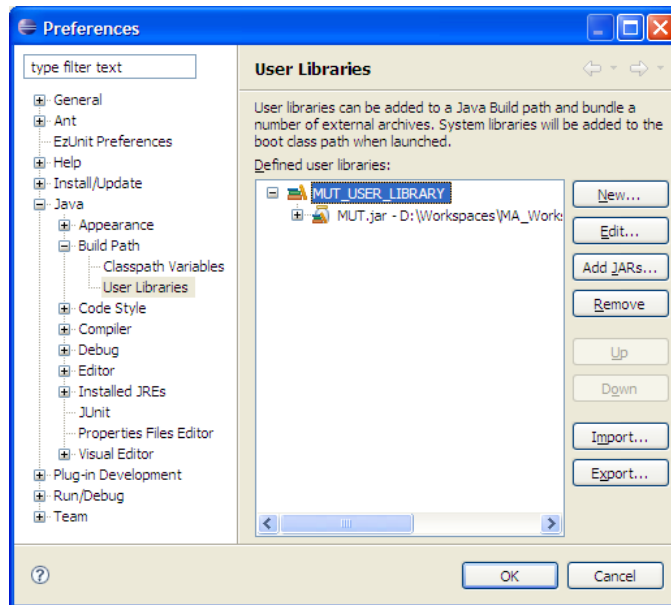 Preferences
type filter text
General
Ant
EzUnit Preferences
Help
Install/Update
Java
Appearance
Build Path
Classpath Variables
User Libraries
Code Style
Compiler
Debug
Editor
Installed JREs
JUnit
Properties Files Editor
Visual Editor
Plug-in Development
Run/Debug
Team
User Libraries
User libraries can be added to a Java Build path and bundle a
number of external archives. System libraries will be added to the
boot class path when launched.
Defined user libraries:
MUT_USER_LIBRARY
MUT.jar - D:\Workspaces\MA_Works
New...
Edit...
Add JARs...
Remove
Up
Down
Import...
Export...
OK
Cancel